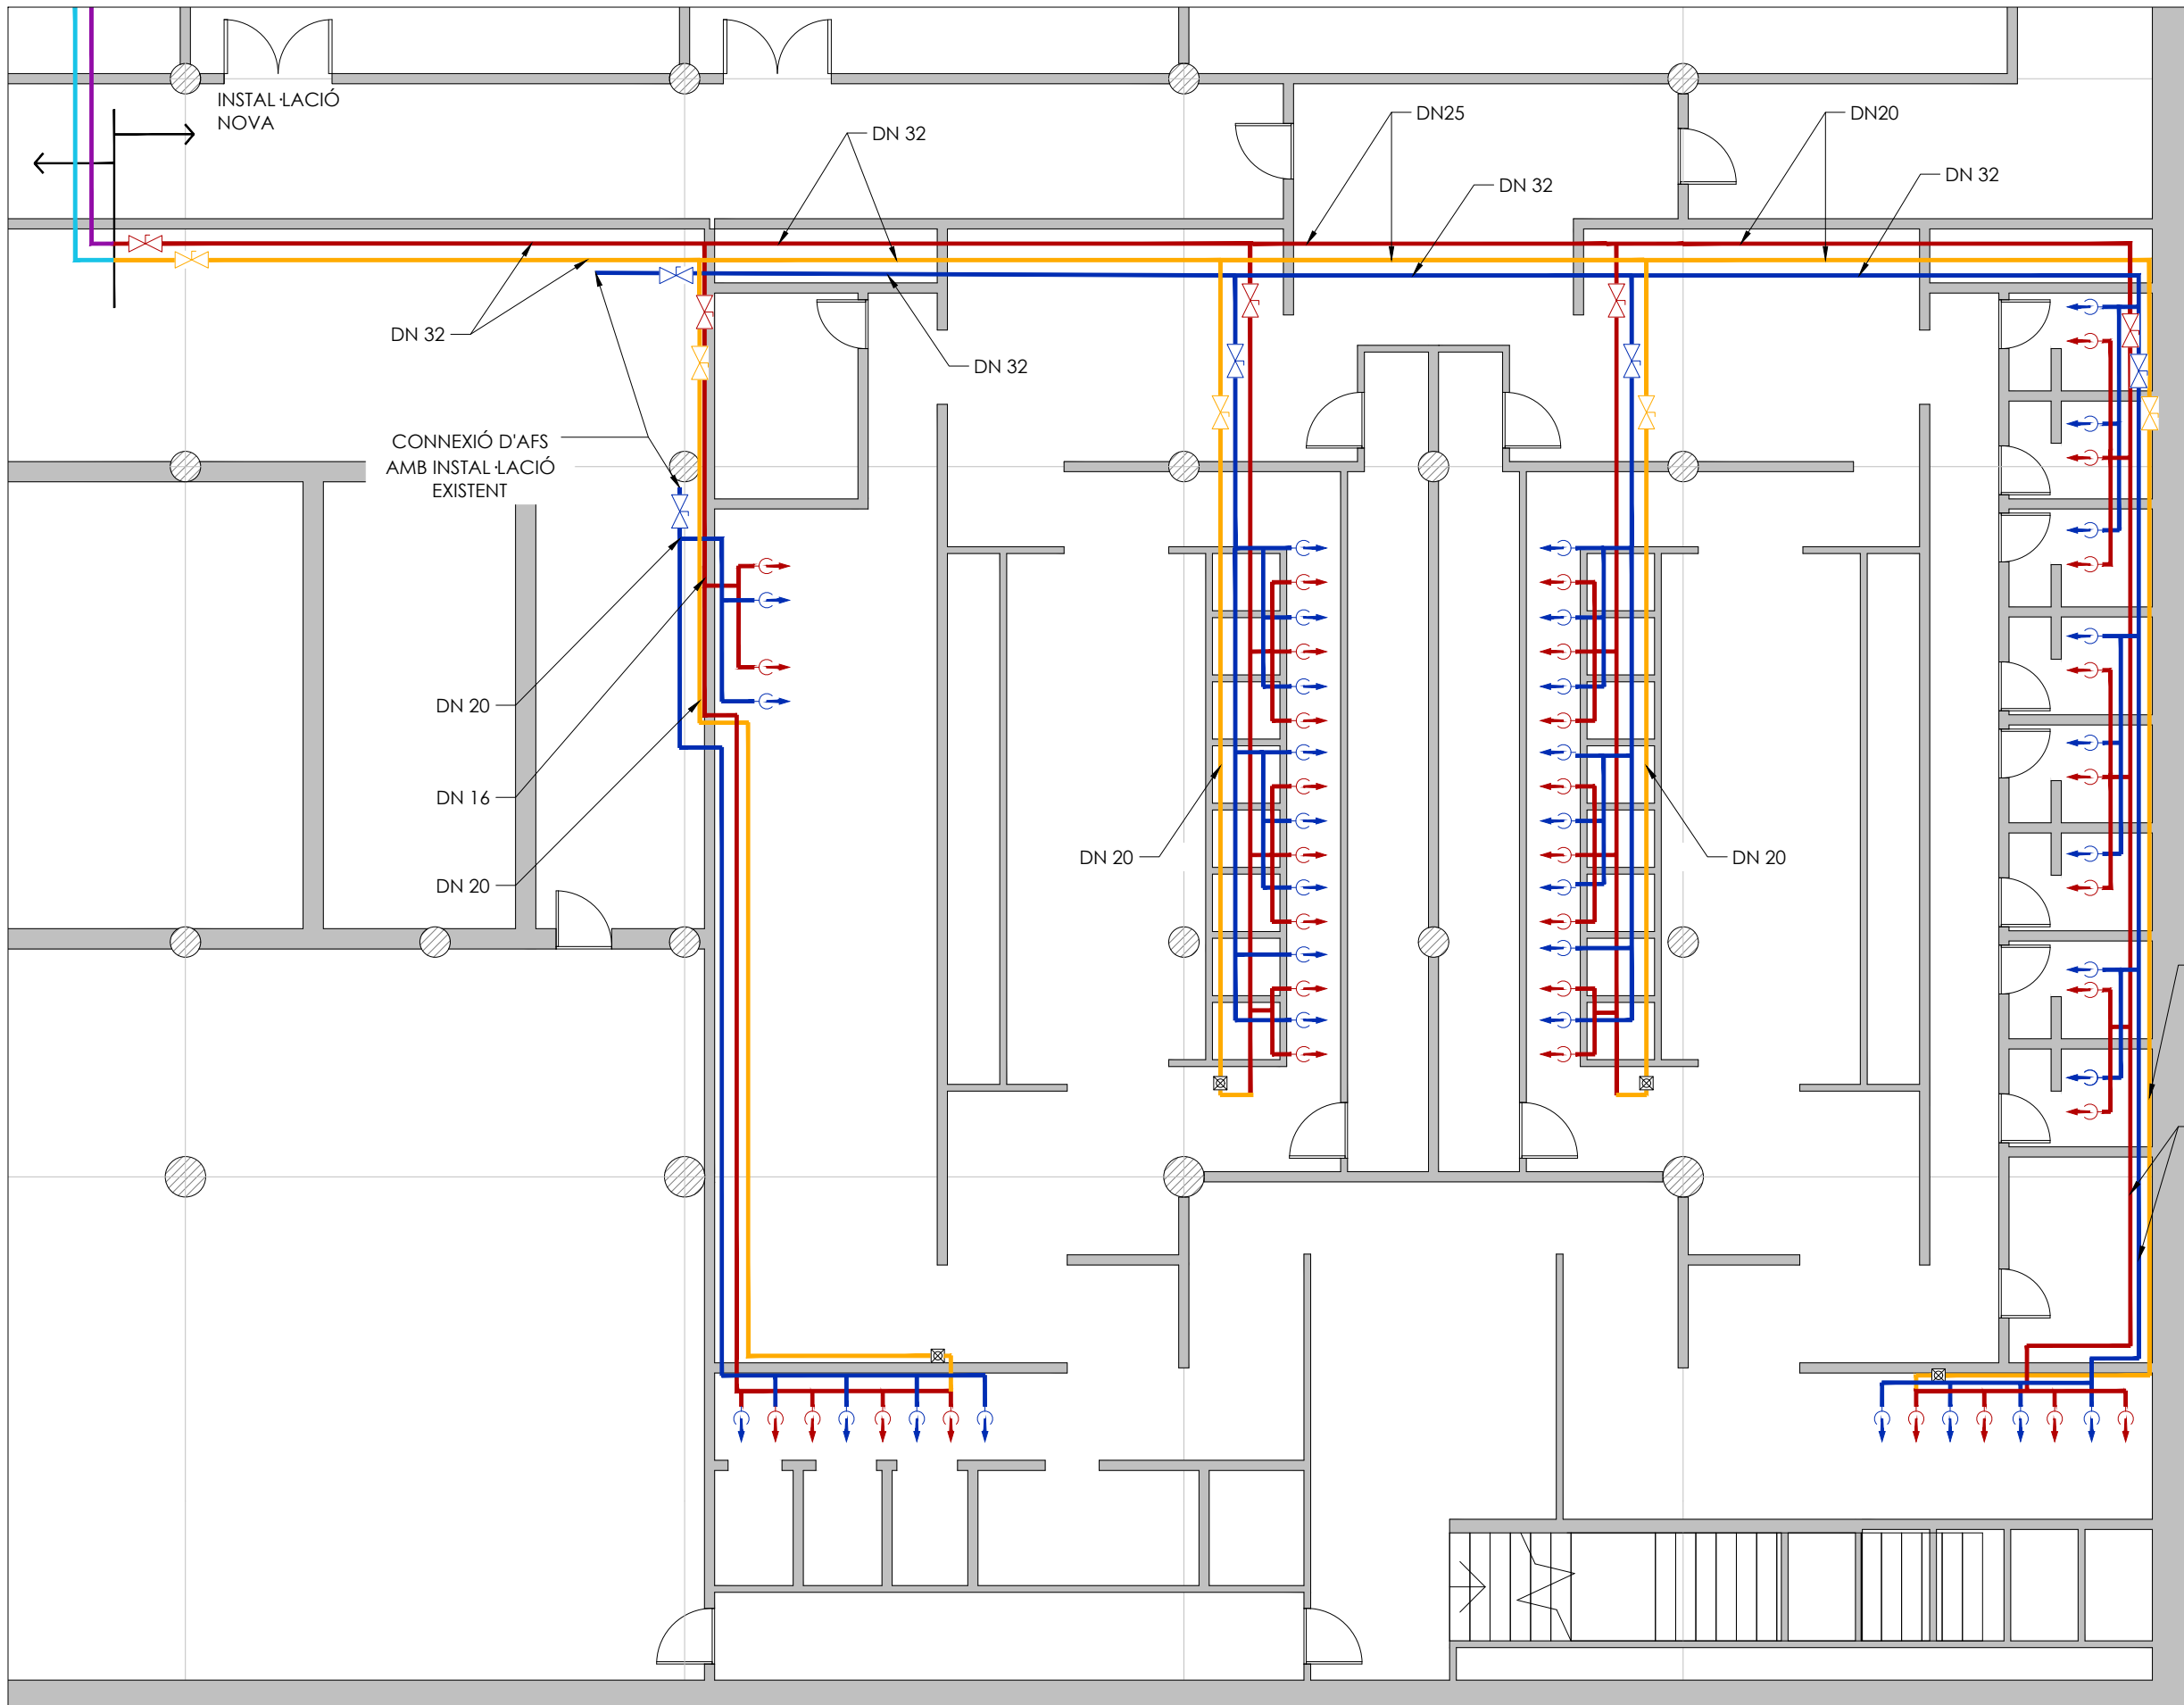 INSTAL·LACIÓ
NOVA
DN 32
DN25
DN20
DN 32
DN 32
DN 32
DN 32
CONNEXIÓ D'AFS
AMB INSTAL·LACIÓ
EXISTENT
DN 20
DN 16
DN 20
DN 20
DN 20